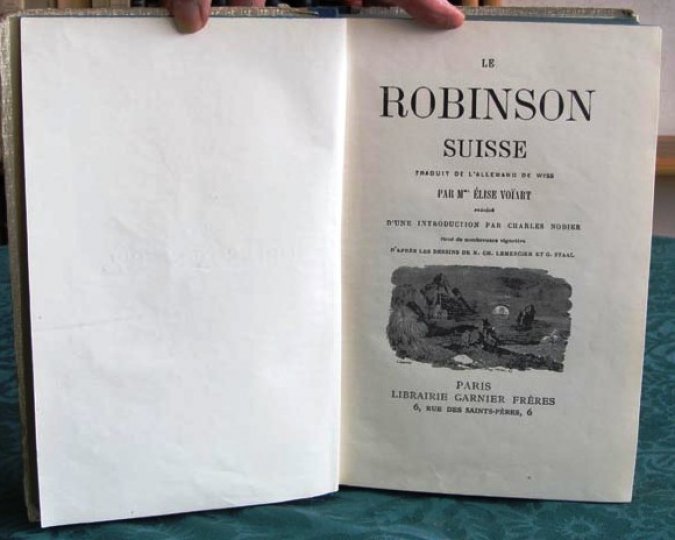 LE
ROBINSON
SUISSE
TRADUIT DE L'ALLEMAND DE WISS
PAR Mme ÉLISE VOÏART
PRÉCÉDÉ
D'UNE INTRODUCTION PAR CHARLES NODIER
Orné de nombreuses vignettes
D'APRÈS LES DESSINS DE M. CH. LEMERCIER ET G. STAAL
PARIS
LIBRAIRIE GARNIER FRÈRES
6, RUE DES SAINTS-PÈRES, 6